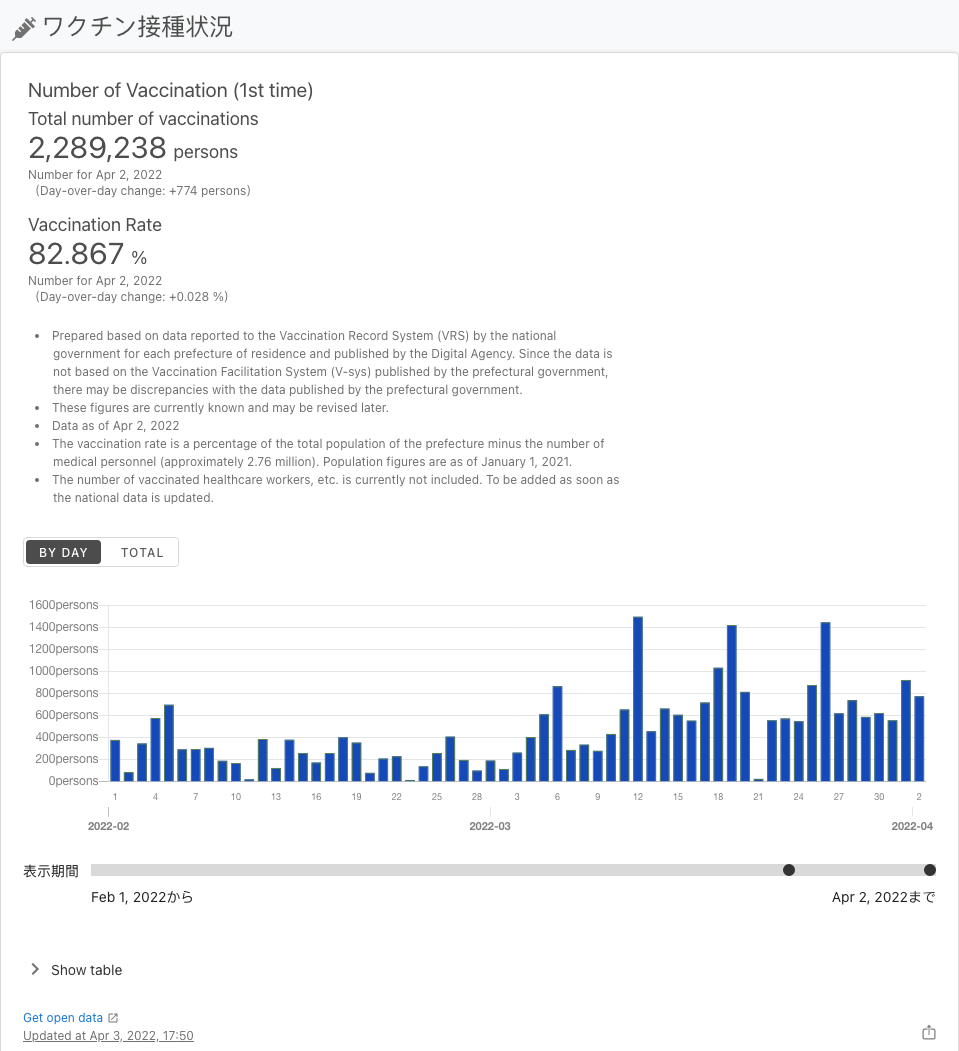 ワクチン接種状況
Number of Vaccination (1st time)
Total number of vaccinations
2,289,238 persons
Number for Apr 2, 2022
(Day-over-day change: +774 persons)
Vaccination Rate
82.867 %
Number for Apr 2, 2022
(Day-over-day change: +0.028 %)
• Prepared based on data reported to the Vaccination Record System (VRS) by the national
government for each prefecture of residence and published by the Digital Agency. Since the data is
not based on the Vaccination Facilitation System (V-sys) published by the prefectural government,
there may be discrepancies with the data published by the prefectural government.
• These figures are currently known and may be revised later.
• Data as of Apr 2, 2022
• The vaccination rate is a percentage of the total population of the prefecture minus the number of
medical personnel (approximately 2.76 million). Population figures are as of January 1, 2021.
• The number of vaccinated healthcare workers, etc. is currently not included. To be added as soon as
the national data is updated.
BY DAY TOTAL
1600persons
1400persons
1200persons
1000persons
800persons
600persons
400persons
200persons
0persons
1 4 7 10 13 16 19 22 25 28 3 6 9 12 15 18 21 24 27 30 2
2022-02 2022-03 2022-04
表示期間
Feb 1, 2022から Apr 2, 2022まで
Show table
Get open data
Updated at Apr 3, 2022, 17:50